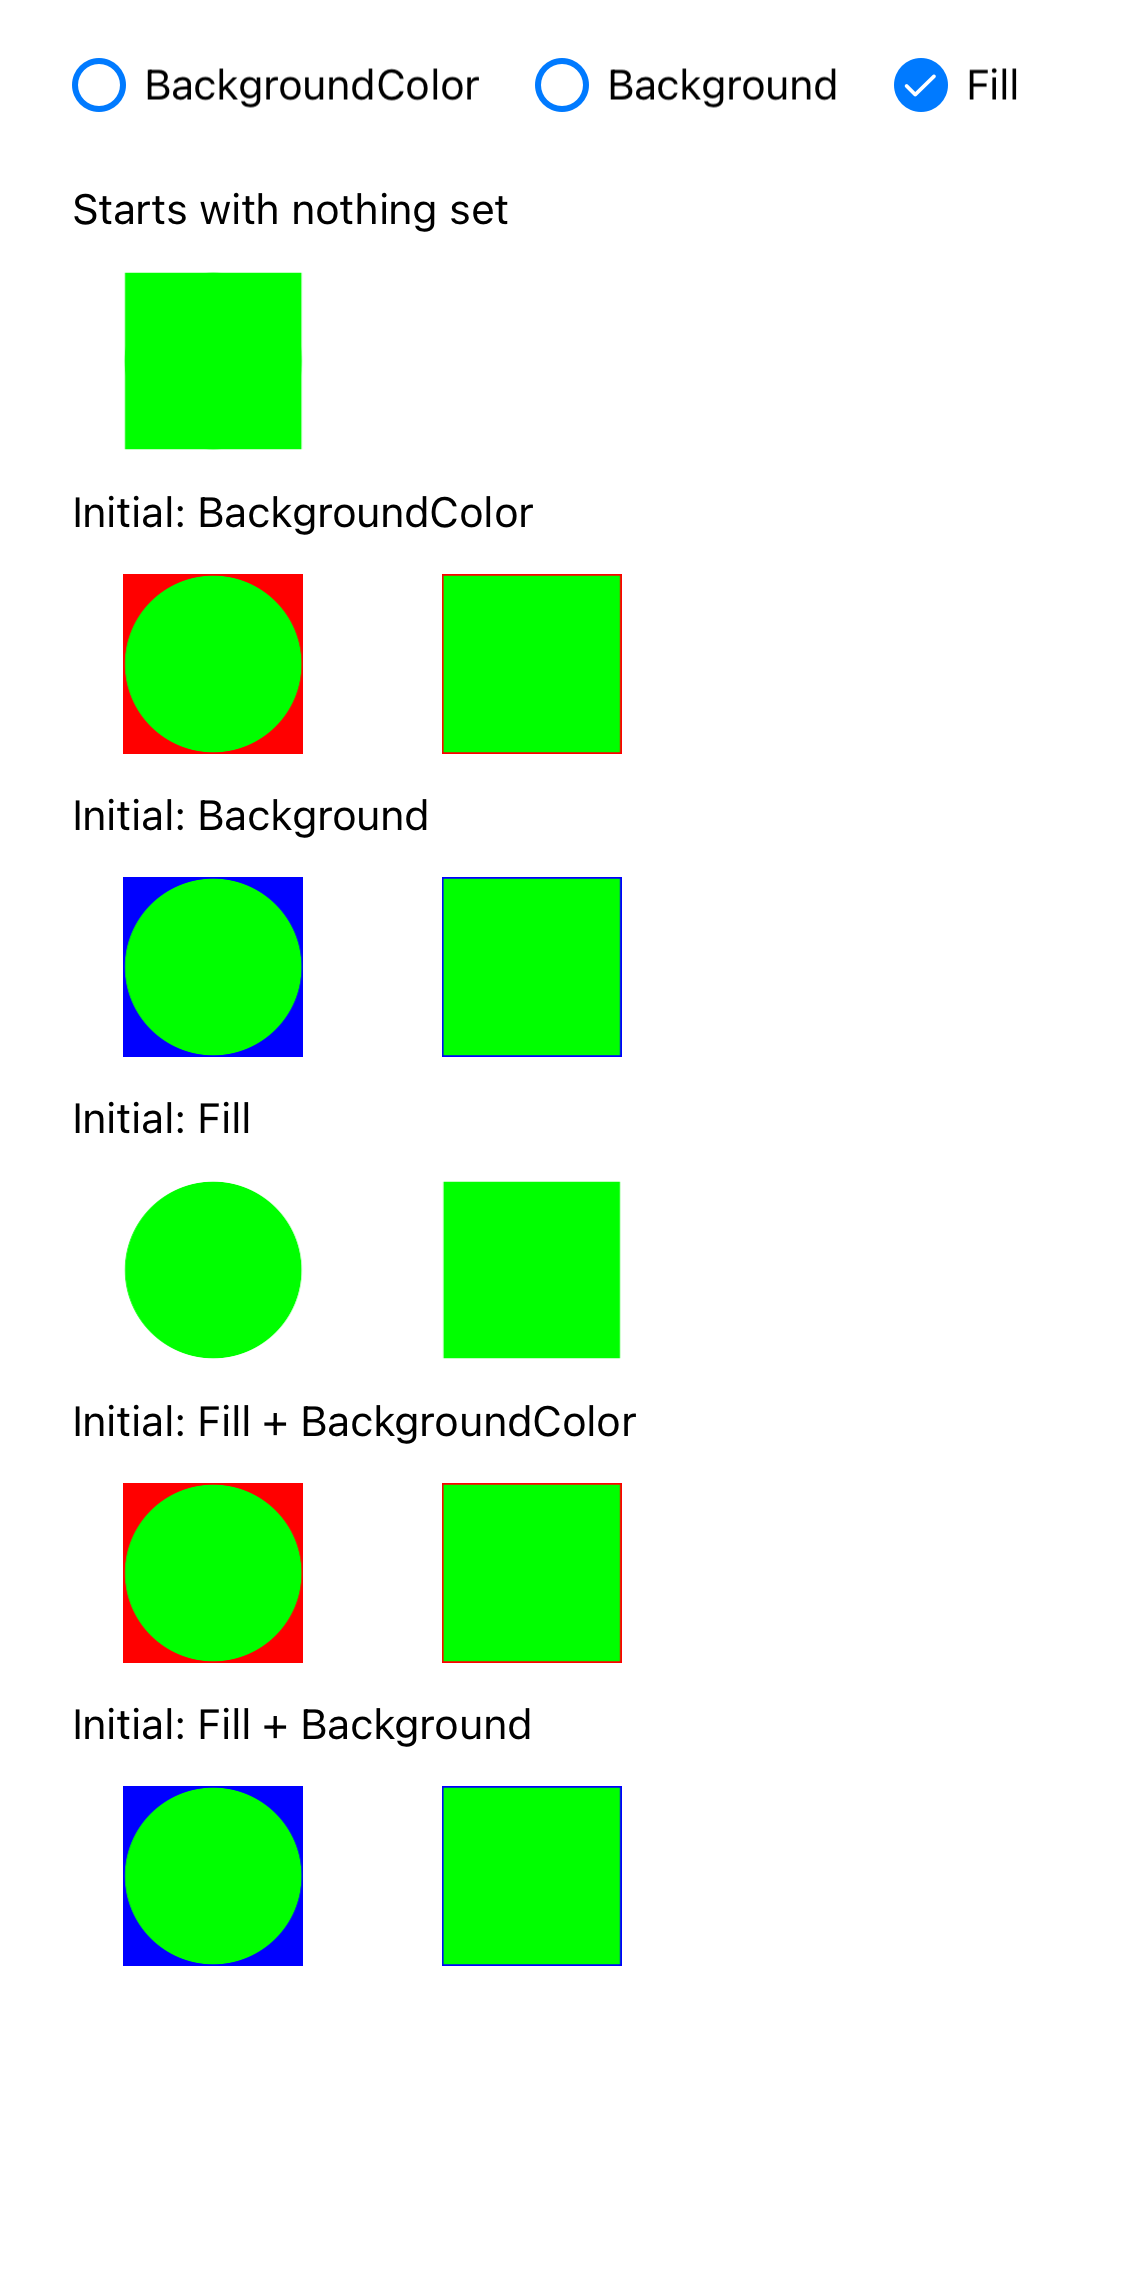 BackgroundColor Background Fill
Starts with nothing set
Initial: BackgroundColor
Initial: Background
Initial: Fill
Initial: Fill + BackgroundColor
Initial: Fill + Background